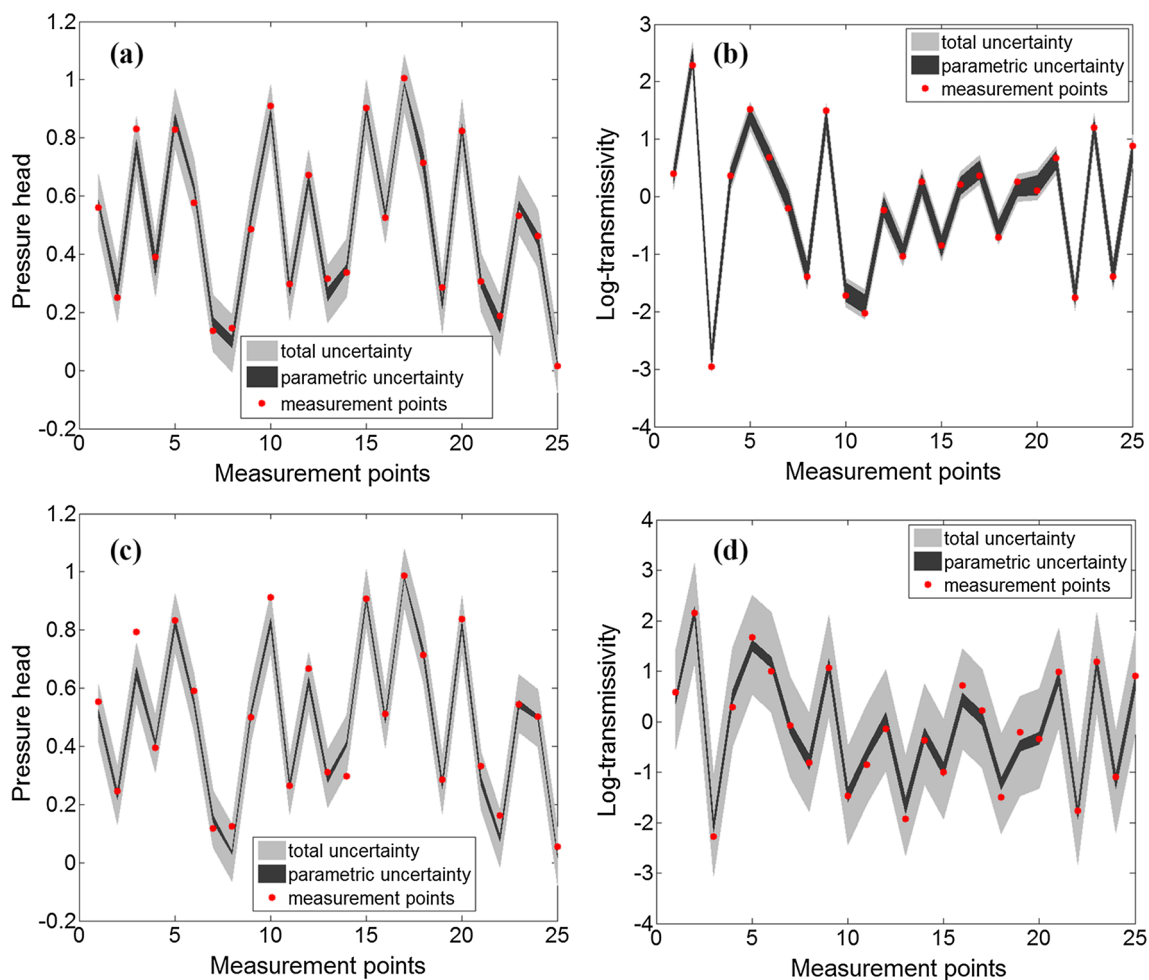 (a)
Pressure head
1.2
1
0.8
0.6
0.4
0.2
0
-0.2
5
10
15
20
25
total uncertainty
parametric uncertainty
measurement points
Measurement points
(b)
Log-transmissivity
3
2
1
0
-1
-2
-3
-4
0
5
10
15
20
25
total uncertainty
parametric uncertainty
measurement points
Measurement points
(c)
Pressure head
1.2
1
0.8
0.6
0.4
0.2
0
-0.2
5
10
15
20
25
total uncertainty
parametric uncertainty
measurement points
Measurement points
(d)
Log-transmissivity
4
3
2
1
0
-1
-2
-3
-4
0
5
10
15
20
25
total uncertainty
parametric uncertainty
measurement points
Measurement points